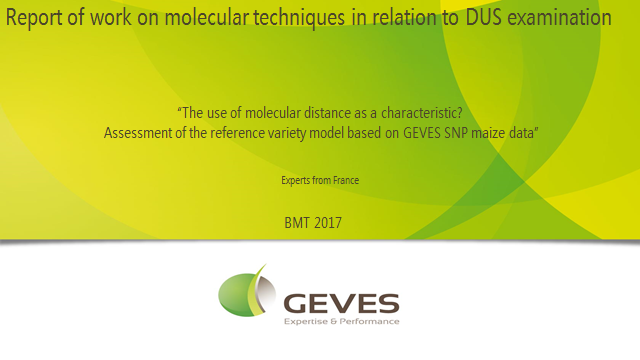 Report of work on molecular techniques in relation to DUS examination
“The use of molecular distance as a characteristic?
Assessment of the reference variety model based on GEVES SNP maize data”
Experts from France
BMT 2017
GEVES
Expertise & Performance